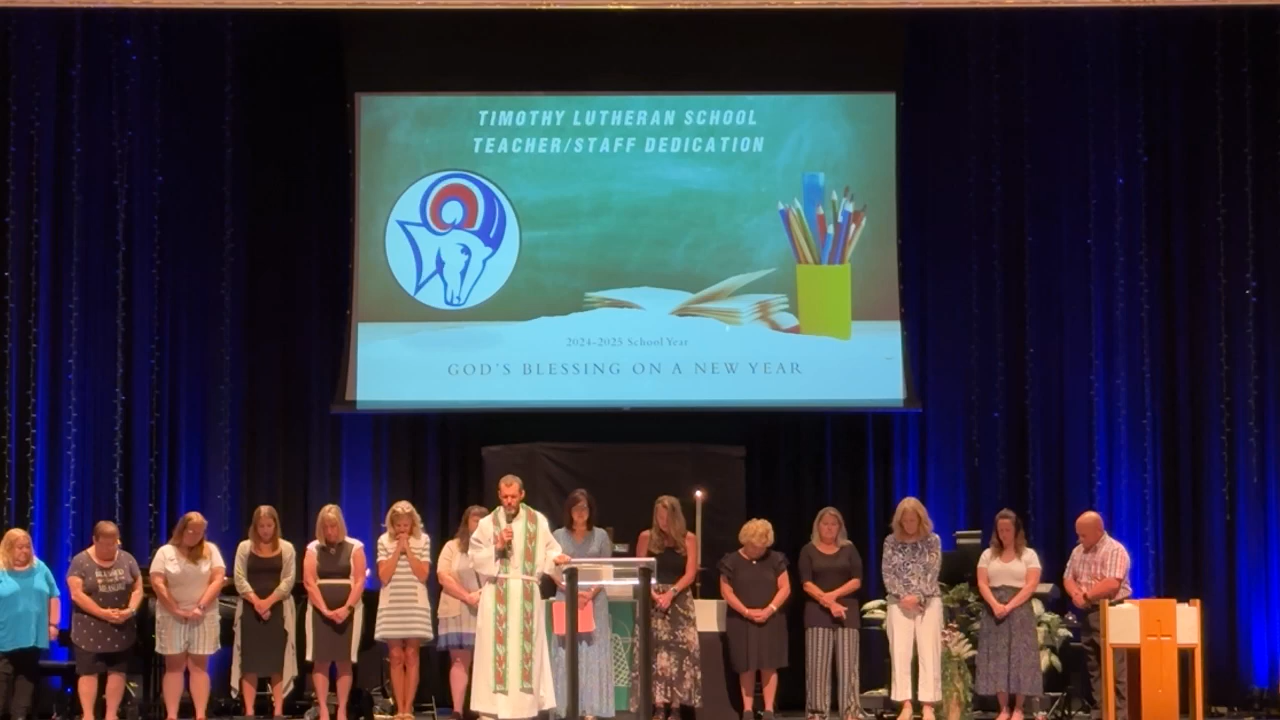 TIMOTHY LUTHERAN SCHOOL
TEACHER/STAFF DEDICATION
2024-2025 School Year
GOD'S BLESSING ON A NEW YEAR